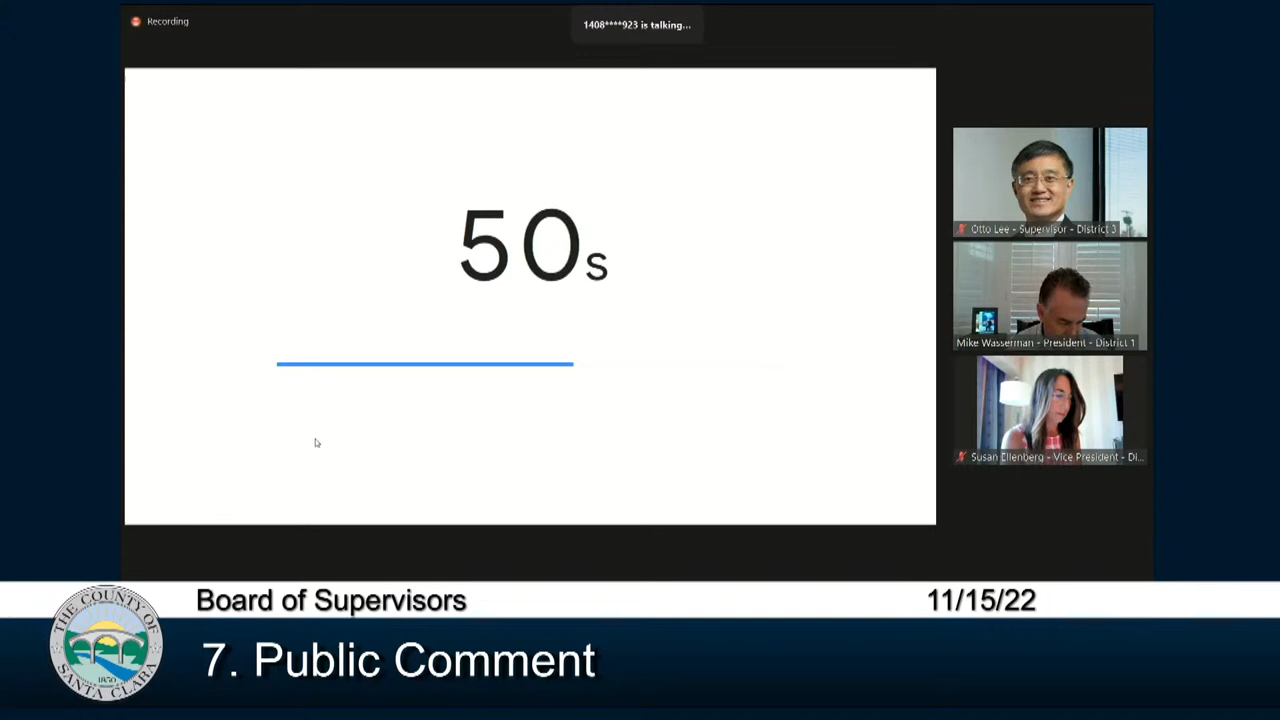 Recording
1408****923 is talking...
50s
Otto Lee - Supervisor - District 3
Mike Wasserman - President - District 1
Susan Ellenberg - Vice President - Di...
Board of Supervisors
11/15/22
7. Public Comment
THE COUNTY OF
SANTA CLARA
1850